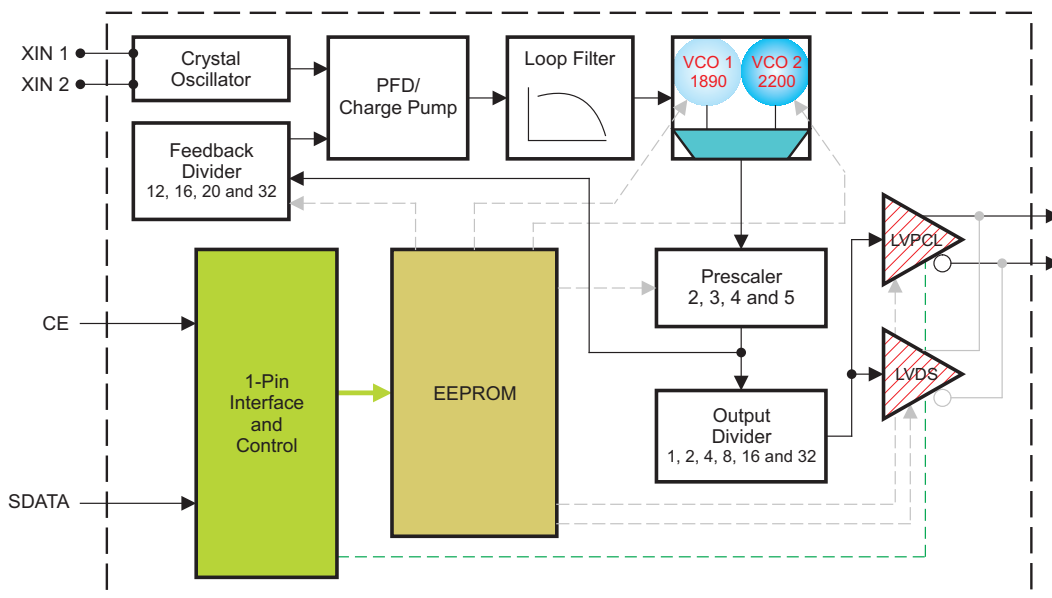 XIN 1
XIN 2
Crystal
Oscillator
PFD/
Charge Pump
Loop Filter
VCO 1
1890
VCO 2
2200
Feedback
Divider
12, 16, 20 and 32
LVPCL
Prescaler
2, 3, 4 and 5
CE
1-Pin
Interface
and
Control
EEPROM
LVDS
Output
Divider
1, 2, 4, 8, 16 and 32
SDATA